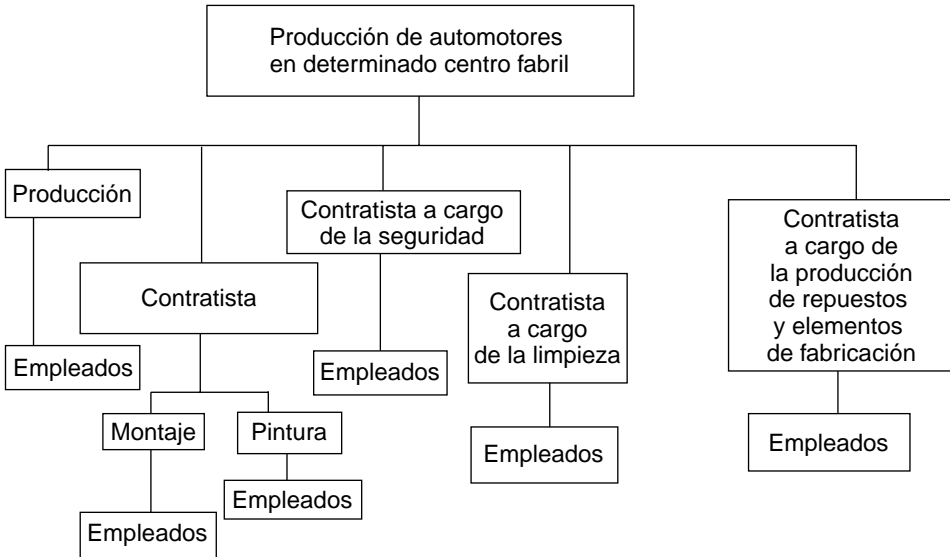 Producción de automotores
en determinado centro fabril
Producción
Empleados
Contratista
Montaje
Empleados
Pintura
Empleados
Contratista a cargo
de la seguridad
Empleados
Contratista
a cargo
de la limpieza
Empleados
Contratista
a cargo de
la producción
de repuestos
y elementos
de fabricación
Empleados